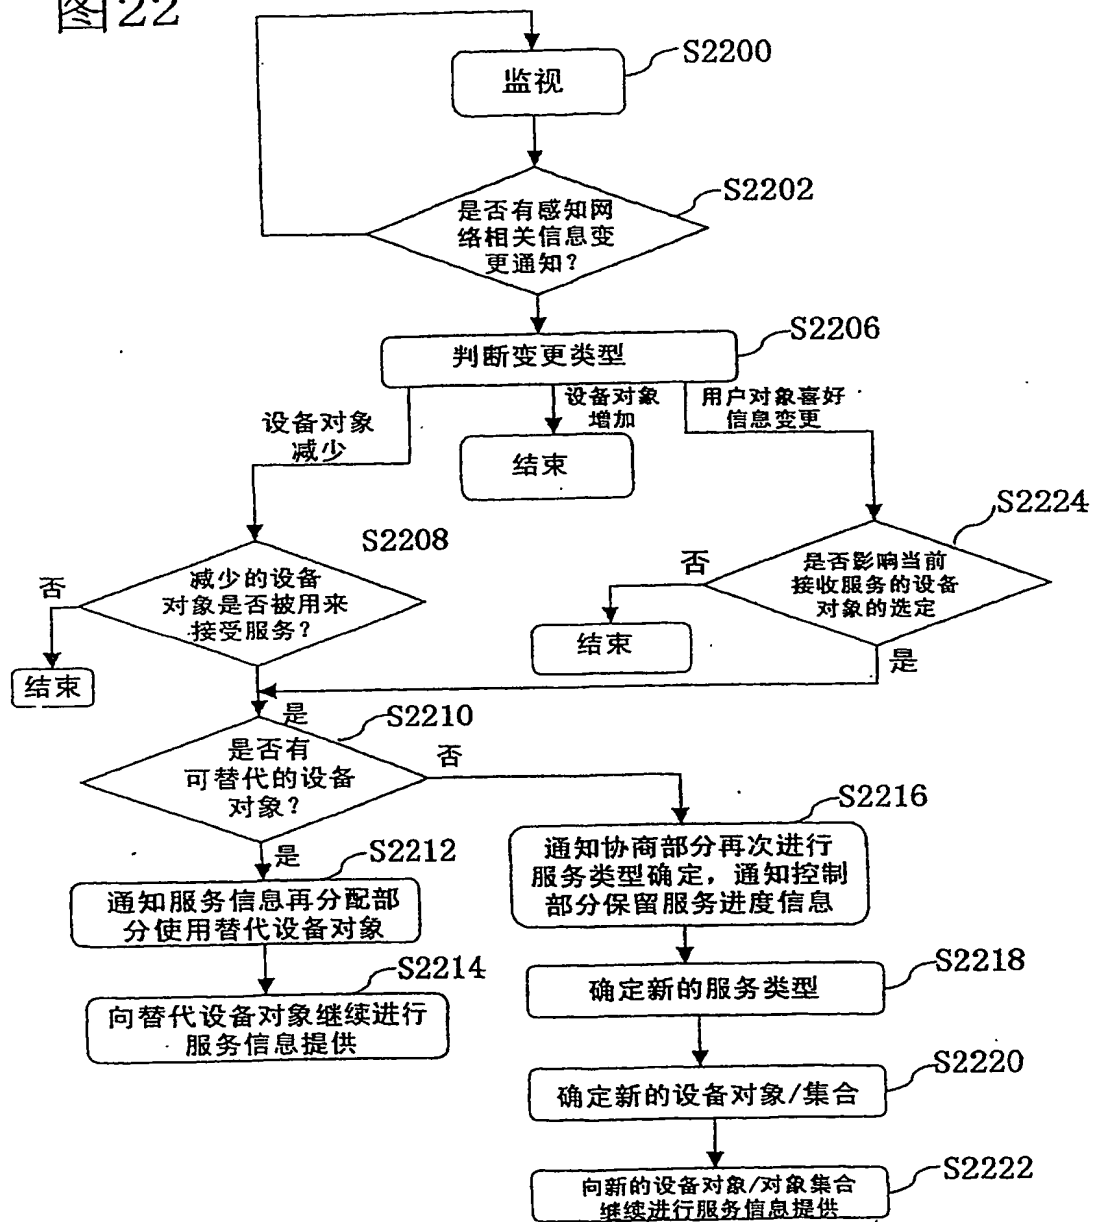 图22
S2200
监视
S2202
是否有感知网
络相关信息变
更通知?
S2206
判断变更类型
设备对象
减少
设备对象
增加
用户对象喜好
信息变更
结束
S2208
减少的设备
对象是否被用来
接受服务?
否
结束
S2224
是否影响当前
接收服务的设备
对象的选定
否
结束
是
是
S2210
是否有
可替代的设备
对象?
否
是
S2212
通知服务信息再分配部
分使用替代设备对象
S2214
向替代设备对象继续进行
服务信息提供
S2216
通知协商部分再次进行
服务类型确定，通知控制
部分保留服务进度信息
S2218
确定新的服务类型
S2220
确定新的设备对象/集合
S2222
向新的设备对象/对象集合
继续进行服务信息提供